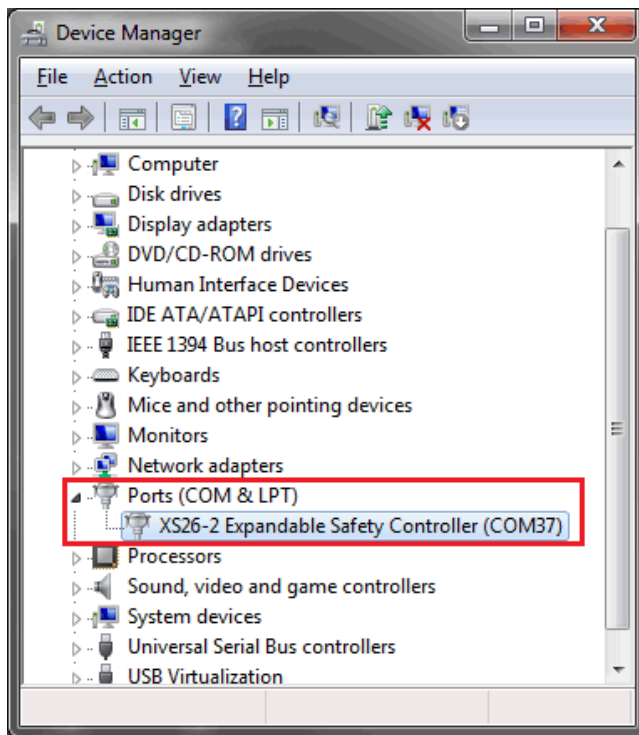 Device Manager
File Action View Help
Computer
Disk drives
Display adapters
DVD/CD-ROM drives
Human Interface Devices
IDE ATA/ATAPI controllers
IEEE 1394 Bus host controllers
Keyboards
Mice and other pointing devices
Monitors
Network adapters
Ports (COM & LPT)
XS26-2 Expandable Safety Controller (COM37)
Processors
Sound, video and game controllers
System devices
Universal Serial Bus controllers
USB Virtualization